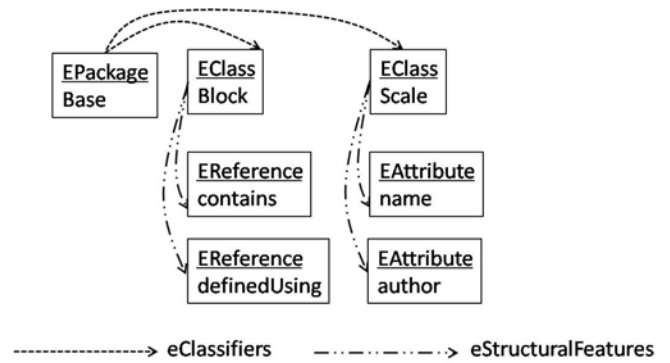 EPackage
Base
EClass
Block
EClass
Scale
EReference
contains
EAttribute
name
EReference
definedUsing
EAttribute
author
eClassifiers
eStructuralFeatures